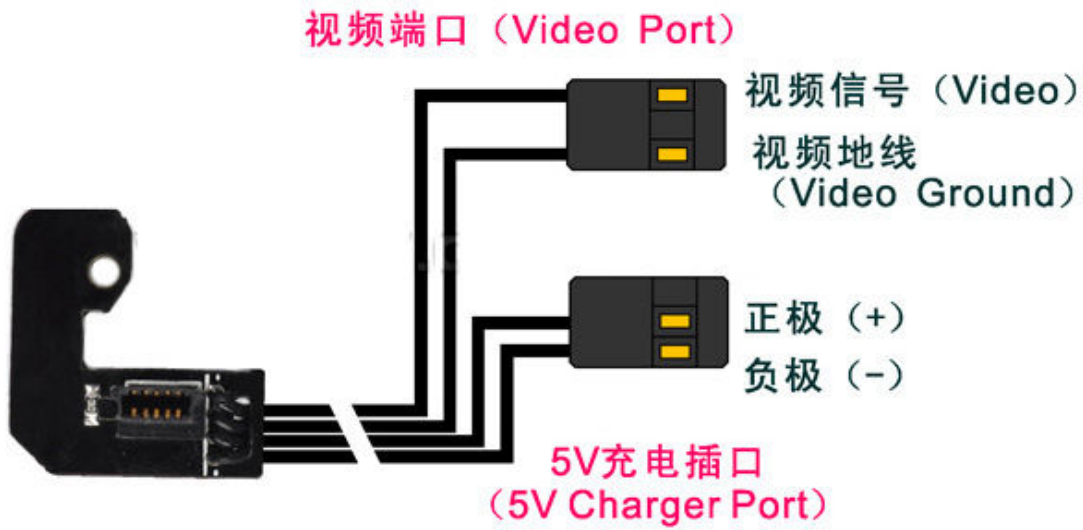 视频端口（Video Port）
视频信号（Video）
视频地线
（Video Ground）
正极（+）
负极（-）
5V充电插口
（5V Charger Port）